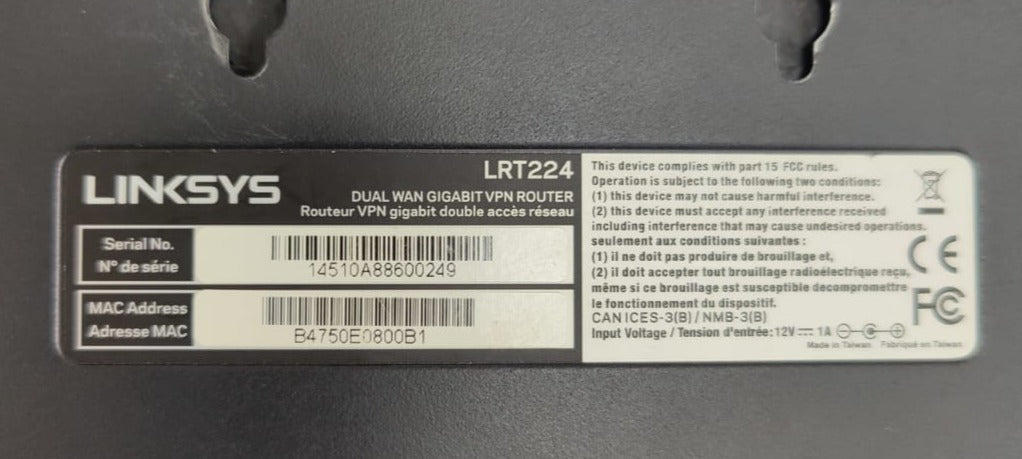 LINKSYS
LRT224
DUAL WAN GIGABIT VPN ROUTER
Routeur VPN gigabit double accès réseau
Serial No.
N° de série
14510A88600249
MAC Address
Adresse MAC
B4750E0800B1
This device complies with part 15 FCC rules.
Operation is subject to the following two conditions:
(1) this device may not cause harmful interference.
(2) this device must accept any interference received
including interference that may cause undesired operations.
seulement aux conditions suivantes :
(1) il ne doit pas produire de brouillage et,
(2) il doit accepter tout brouillage radioélectrique reçu,
même si ce brouillage est susceptible decompromettre
le fonctionnement du dispositif.
CAN ICES-3(B) / NMB-3(B)
Input Voltage / Tension d'entrée: 12V 1A
Made in Taiwan Fabriqué en Taiwan
CE
FC